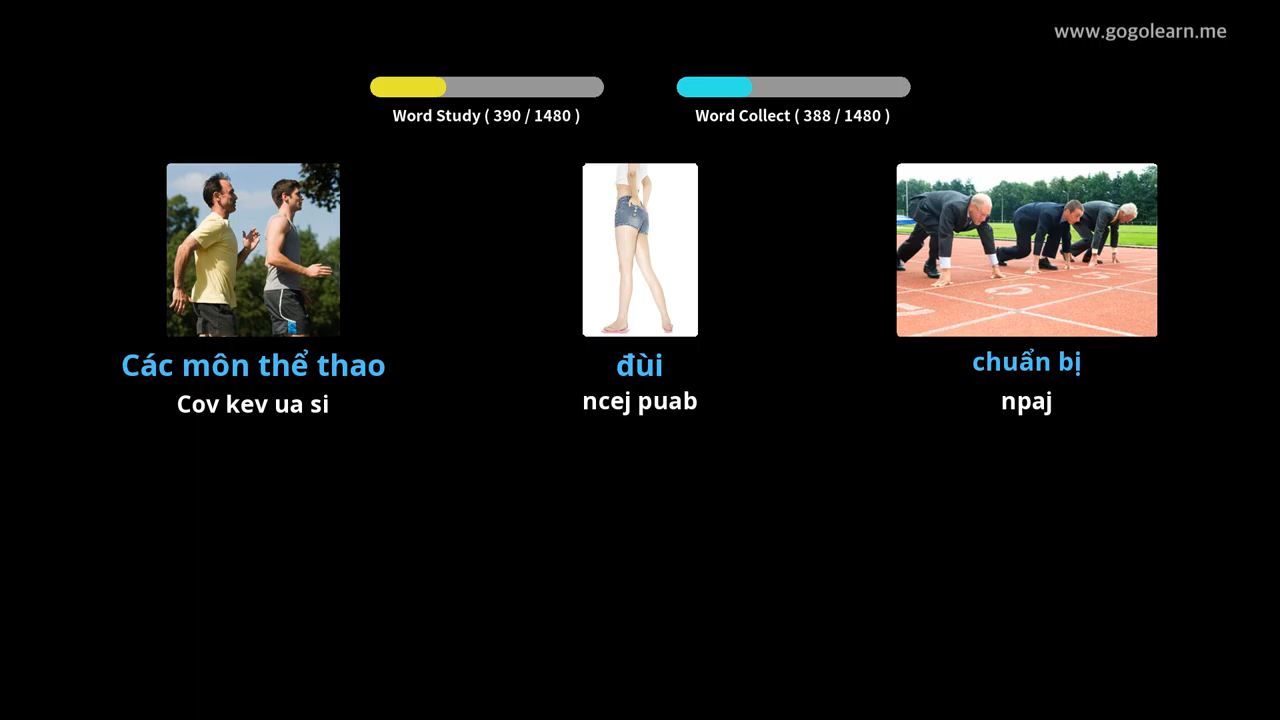 www.gogolearn.me
Word Study ( 390 / 1480 )
Word Collect ( 388 / 1480 )
Các môn thể thao
đùi
chuẩn bị
Cov kev ua si
ncej puab
npaj